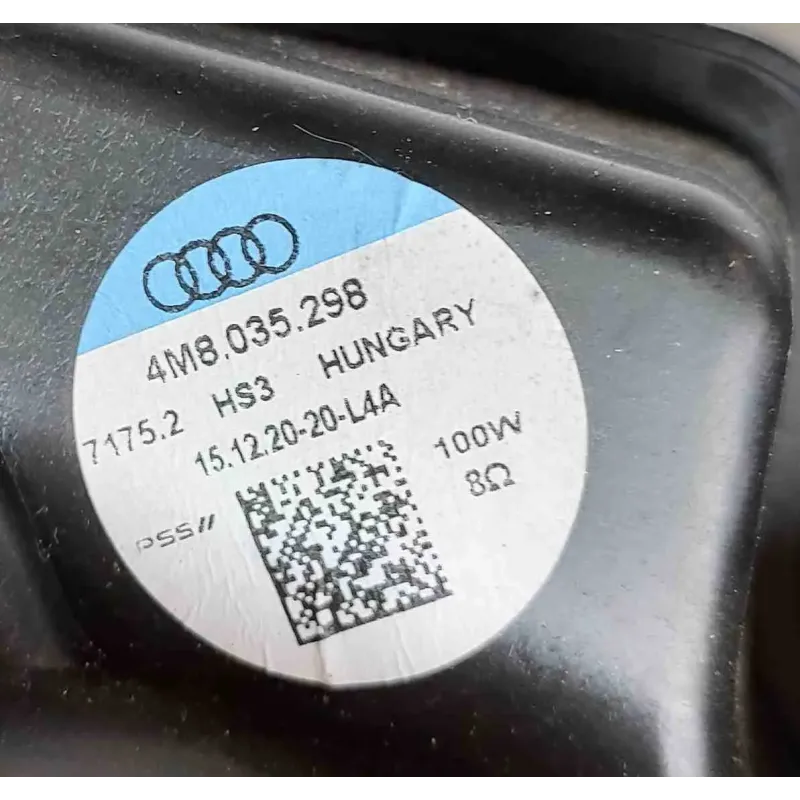 4M8.035.298
7175.2 HS3 HUNGARY
15.12.20-20-L4A
100W
8Ω
PSS//